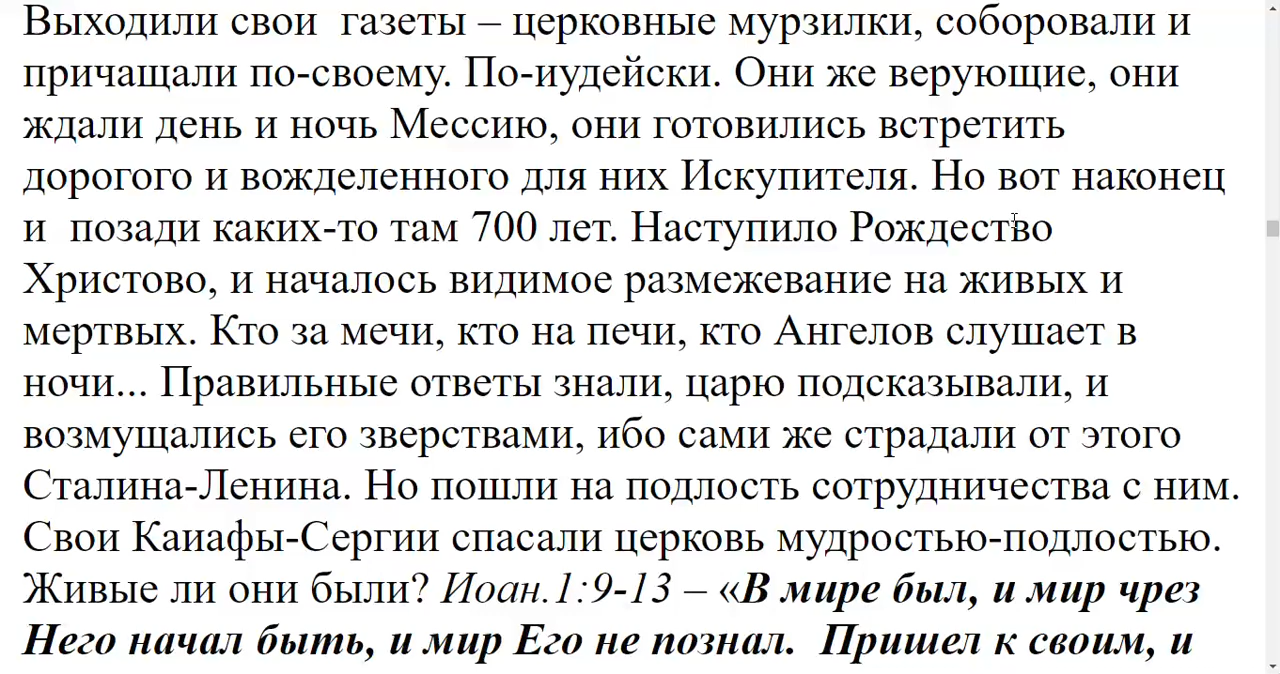 Выходили свои  газеты – церковные мурзилки, соборовали и
причащали по-своему. По-иудейски. Они же верующие, они
ждали день и ночь Мессию, они готовились встретить
дорогого и вожделенного для них Искупителя. Но вот наконец
и  позади каких-то там 700 лет. Наступило Рождество
Христово, и началось видимое размежевание на живых и
мертвых. Кто за мечи, кто на печи, кто Ангелов слушает в
ночи... Правильные ответы знали, царю подсказывали, и
возмущались его зверствами, ибо сами же страдали от этого
Сталина-Ленина. Но пошли на подлость сотрудничества с ним.
Свои Каиафы-Сергии спасали церковь мудростью-подлостью.
Живые ли они были? Иоан.1:9-13 – «В мире был, и мир чрез
Него начал быть, и мир Его не познал.  Пришел к своим, и